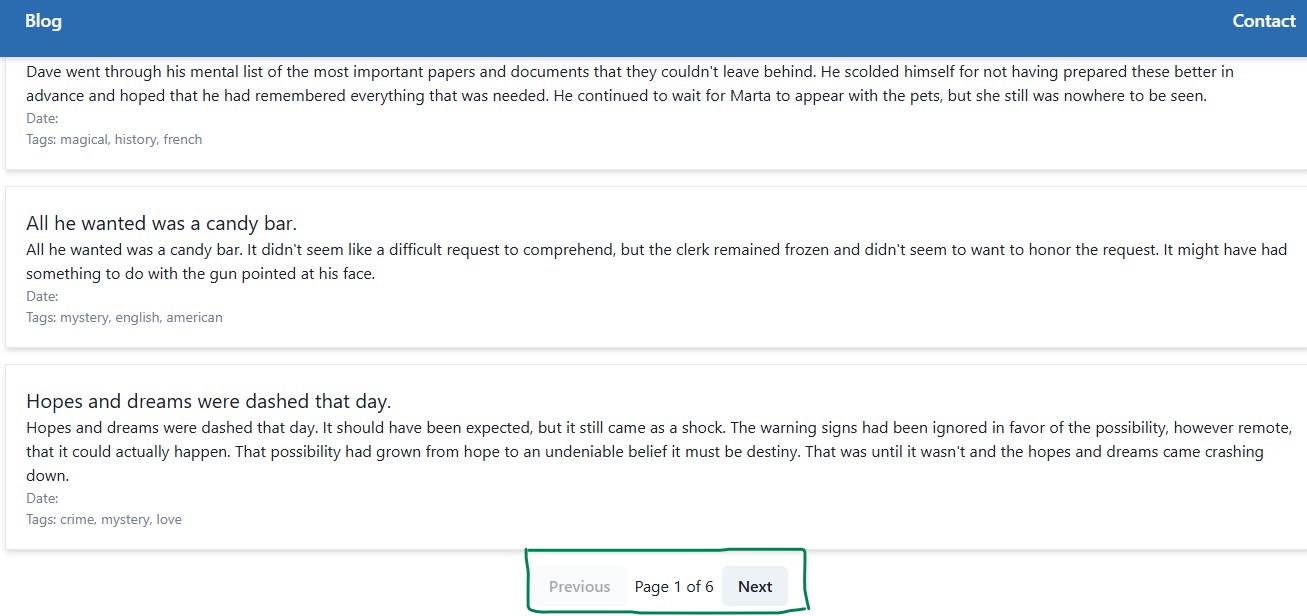 Blog
Contact
Dave went through his mental list of the most important papers and documents that they couldn't leave behind. He scolded himself for not having prepared these better in
advance and hoped that he had remembered everything that was needed. He continued to wait for Marta to appear with the pets, but she still was nowhere to be seen.
Date:
Tags: magical, history, french
All he wanted was a candy bar.
All he wanted was a candy bar. It didn't seem like a difficult request to comprehend, but the clerk remained frozen and didn't seem to want to honor the request. It might have had
something to do with the gun pointed at his face.
Date:
Tags: mystery, english, american
Hopes and dreams were dashed that day.
Hopes and dreams were dashed that day. It should have been expected, but it still came as a shock. The warning signs had been ignored in favor of the possibility, however remote,
that it could actually happen. That possibility had grown from hope to an undeniable belief it must be destiny. That was until it wasn't and the hopes and dreams came crashing
down.
Date:
Tags: crime, mystery, love
Previous Page 1 of 6 Next